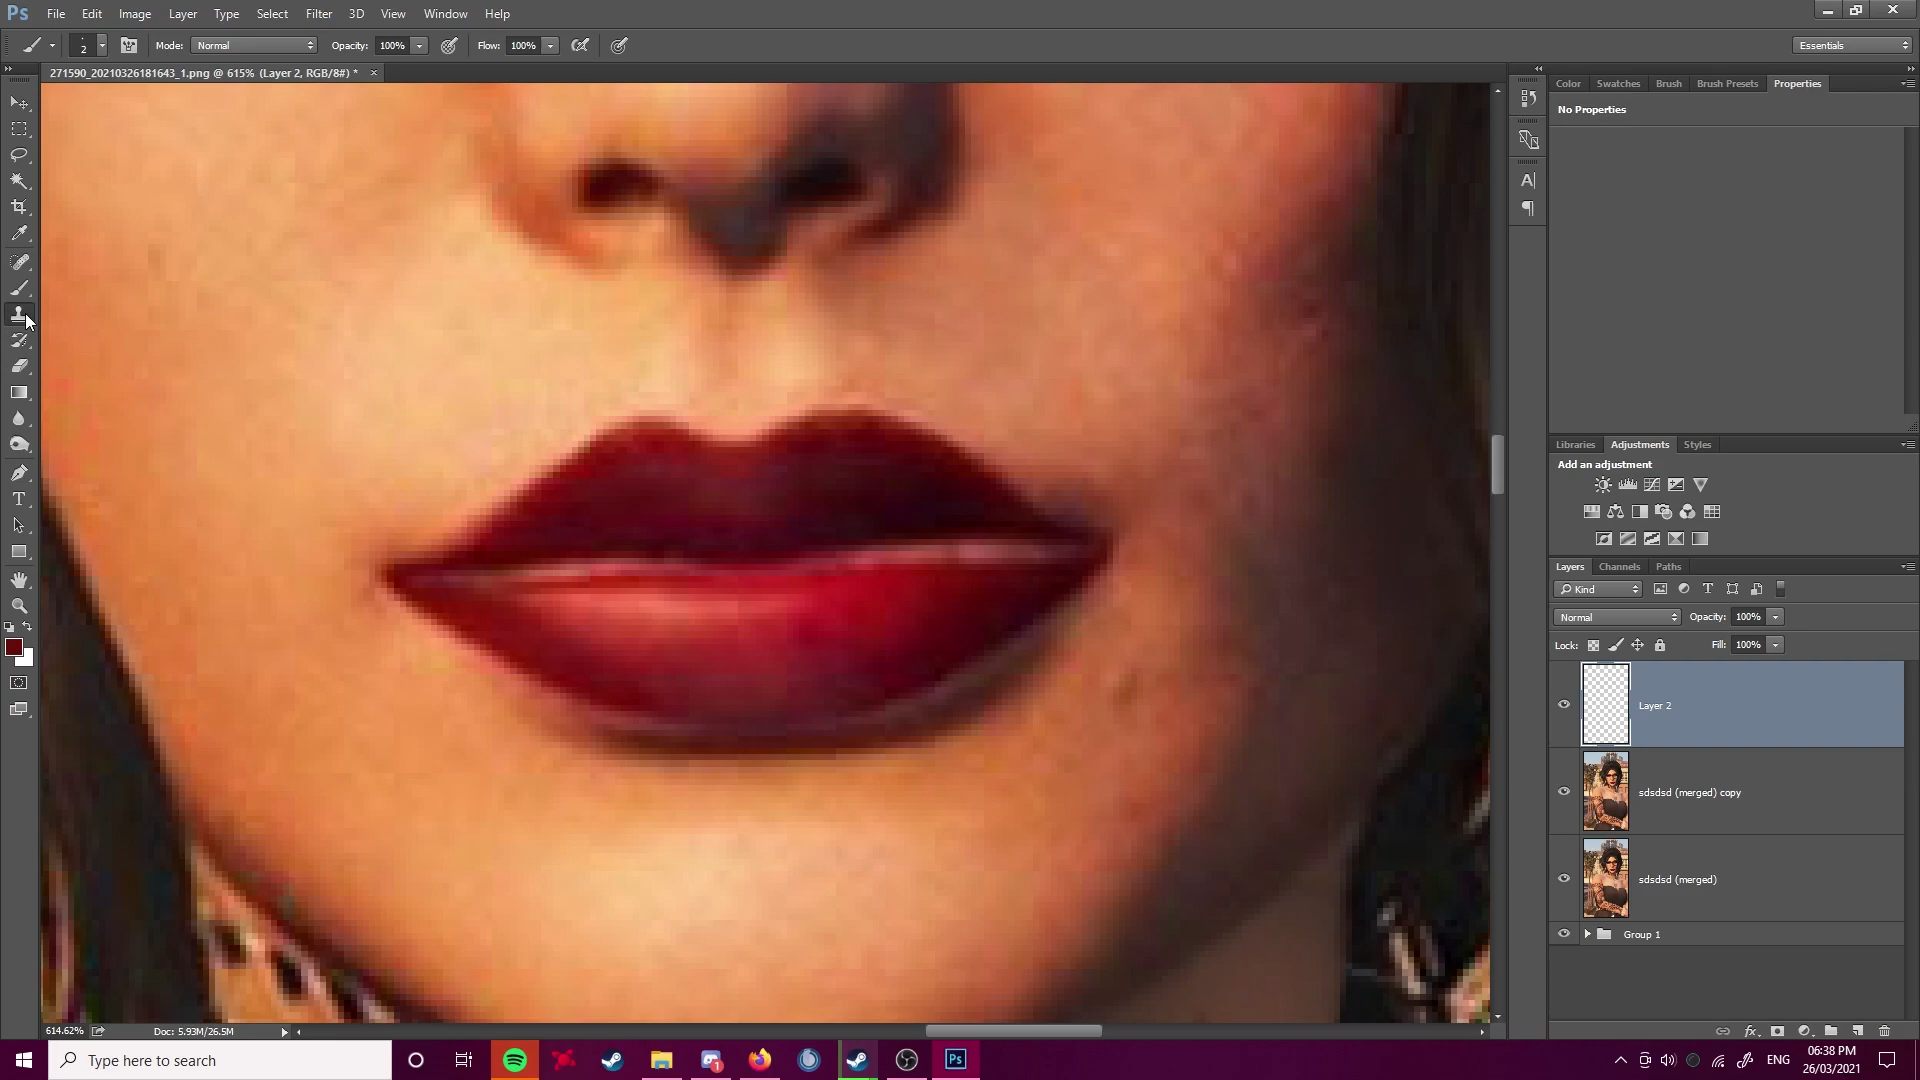 Ps File Edit Image Layer Type Select Filter 3D View Window Help
2 Mode: Normal Opacity: 100% Flow: 100% Essentials
271590_20210326181643_1.png @ 615% (Layer 2, RGB/8#) *
Color Swatches Brush Brush Presets Properties
No Properties
Libraries Adjustments Styles
Add an adjustment
Layers Channels Paths
Kind
Normal Opacity: 100%
Lock: Fill: 100%
Layer 2
sdsdsd (merged) copy
sdsdsd (merged)
Group 1
614.62% Doc: 5.93M/26.5M
Type here to search
1
Ps
ENG
06:38 PM
26/03/2021